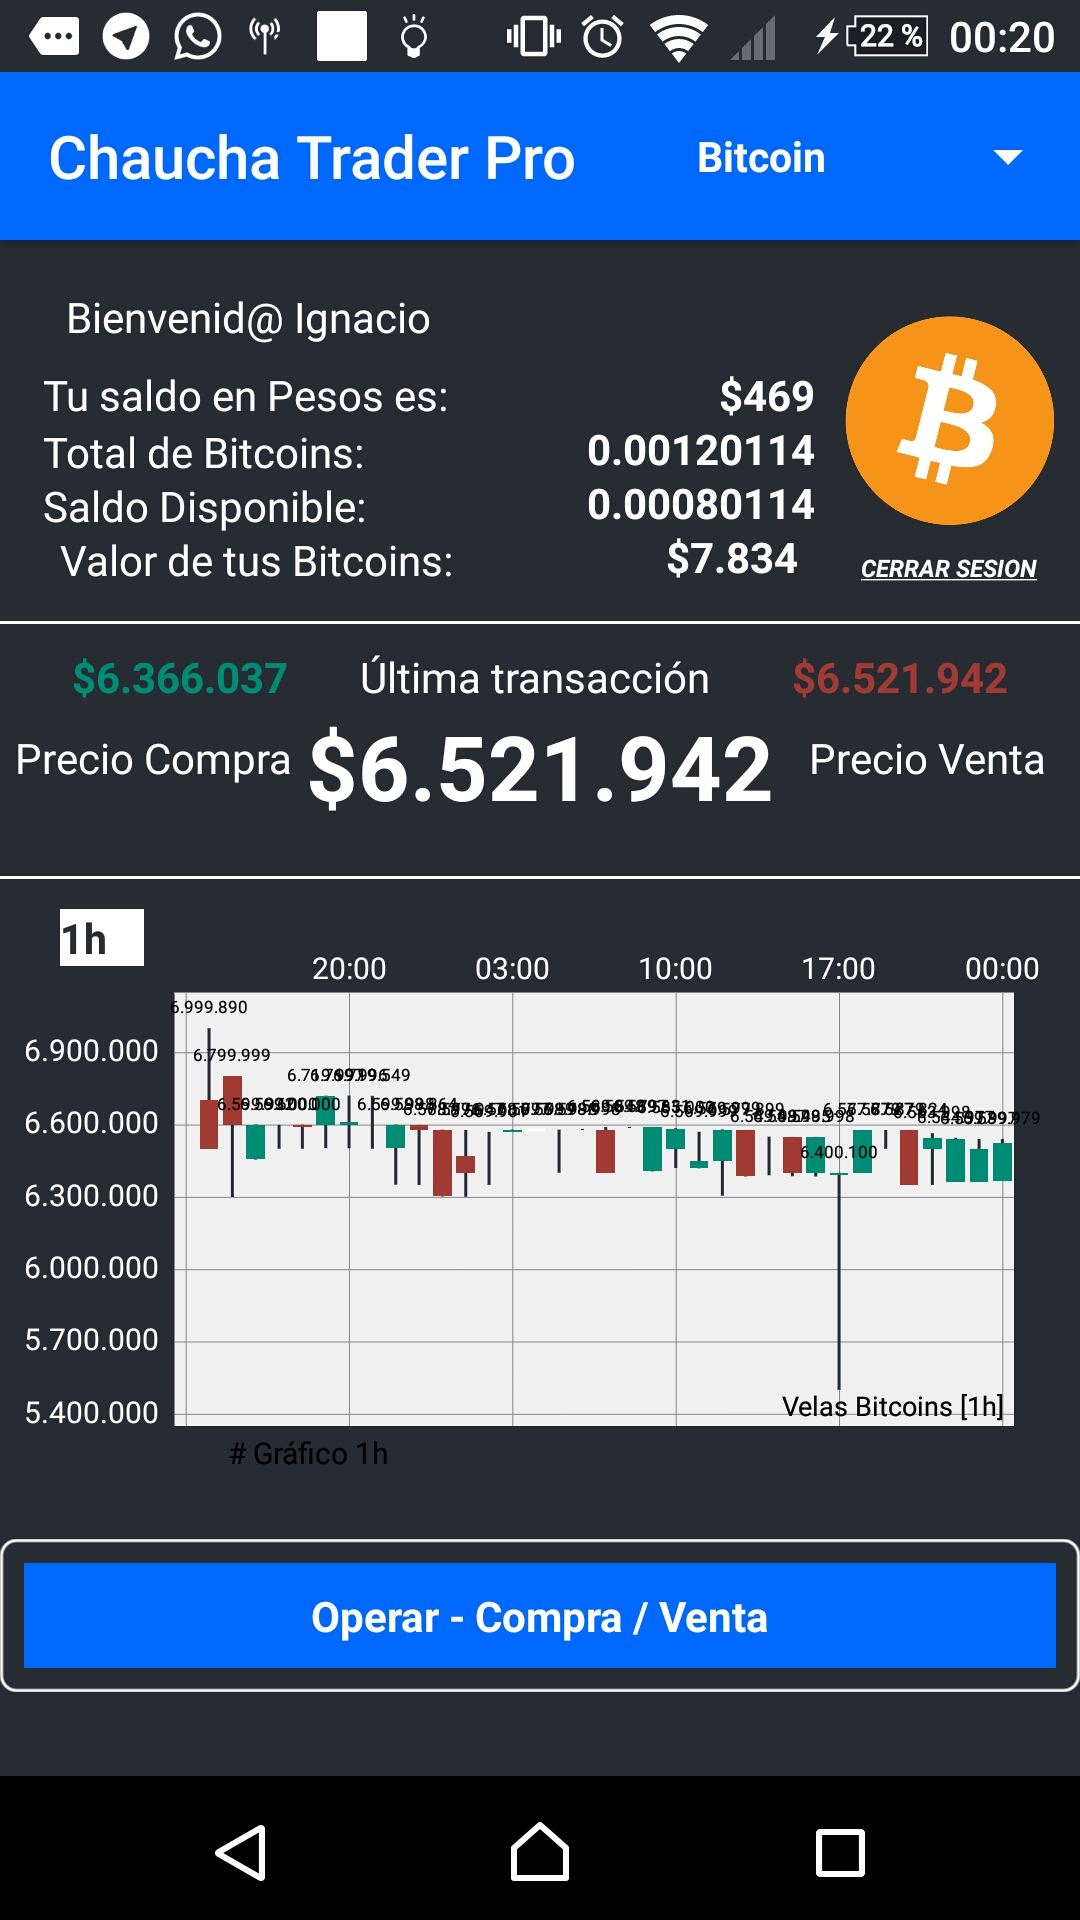 22 % 00:20
Chaucha Trader Pro Bitcoin
Bienvenid@ Ignacio
Tu saldo en Pesos es: $469
Total de Bitcoins: 0.00120114
Saldo Disponible: 0.00080114
Valor de tus Bitcoins: $7.834
CERRAR SESION
$6.366.037 Última transacción $6.521.942
Precio Compra $6.521.942 Precio Venta
1h
20:00 03:00 10:00 17:00 00:00
6.999.890
6.900.000
6.799.999
6.600.000
6.400.100
6.300.000
6.000.000
5.700.000
5.400.000
Velas Bitcoins [1h]
# Gráfico 1h
Operar - Compra / Venta